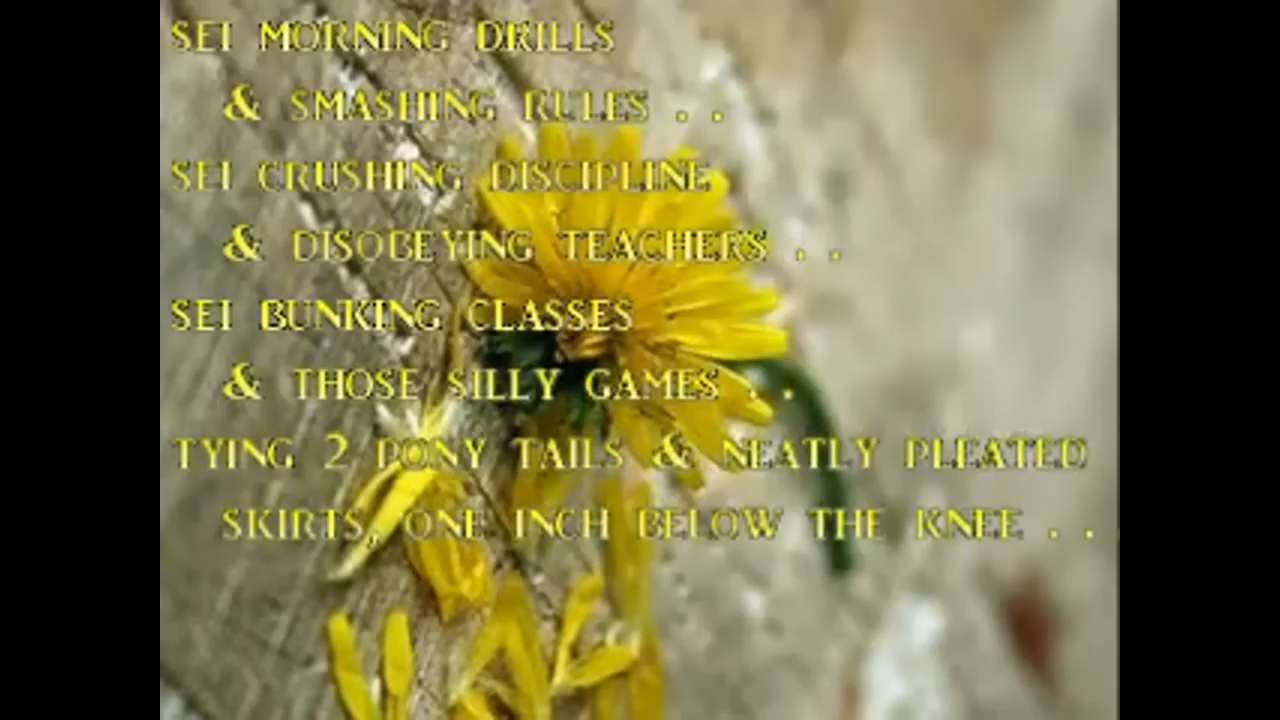 SEI MORNING DRILLS
& SMASHING RULES . .
SEI CRUSHING DISCIPLINE
& DISOBEYING TEACHERS . .
SEI BUNKING CLASSES
& THOSE SILLY GAMES . .
TYING 2 PONY TAILS & NEATLY PLEATED
SKIRTS, ONE INCH BELOW THE KNEE . .